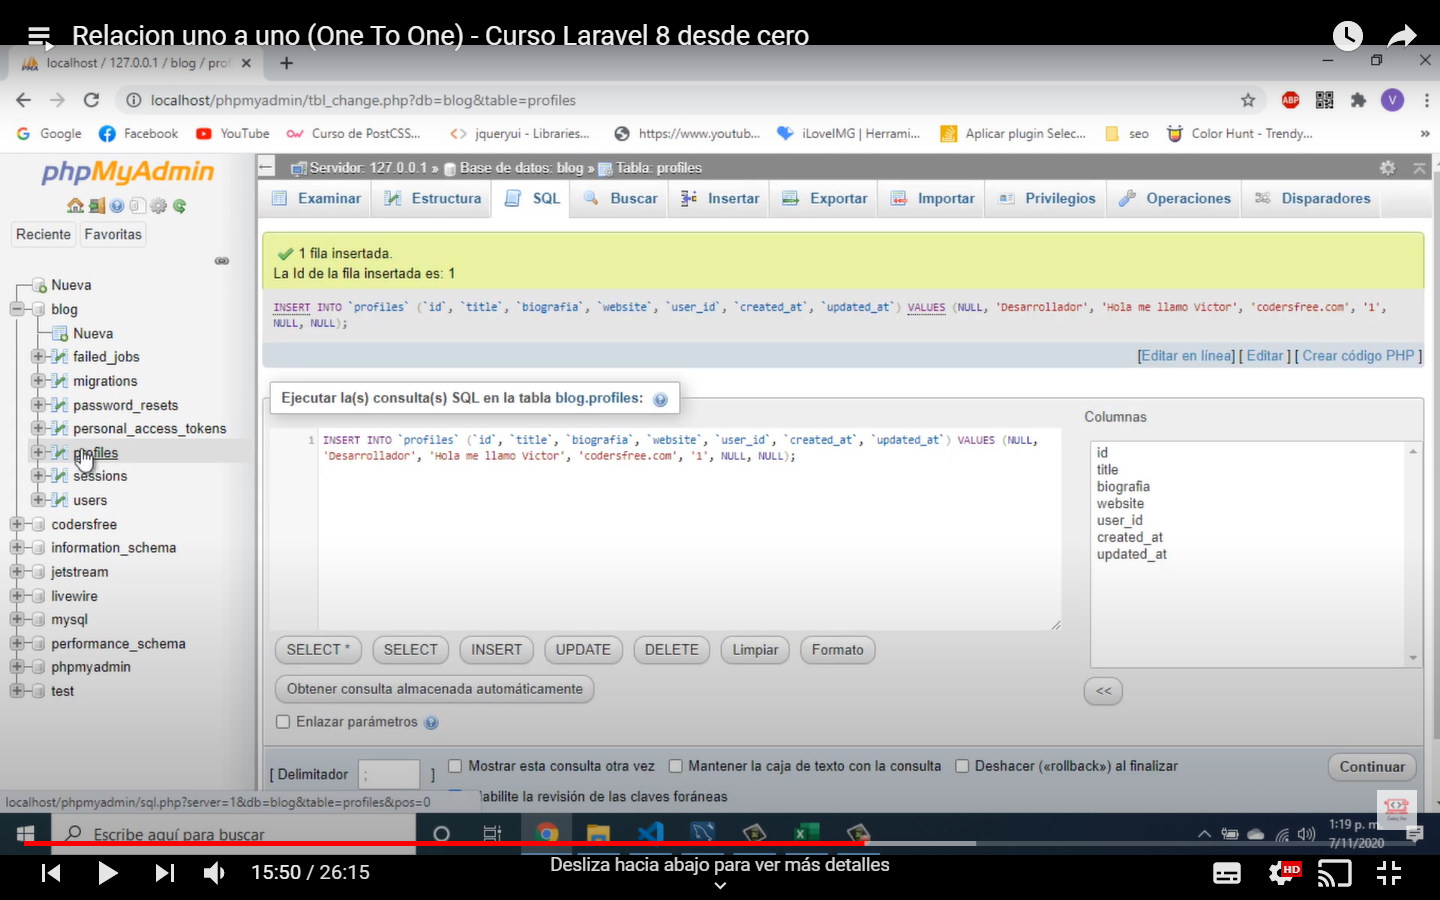 Relacion uno a uno (One To One) - Curso Laravel 8 desde cero
localhost / 127.0.0.1 / blog / prof
localhost/phpmyadmin/tbl_change.php?db=blog&table=profiles
ABP
V
Google
Facebook
YouTube
Curso de PostCSS...
jqueryui - Libraries...
https://www.youtub...
iLoveIMG | Herrami...
Aplicar plugin Selec...
seo
Color Hunt - Trendy...
»
phpMyAdmin
Reciente
Favoritas
Nueva
blog
Nueva
failed_jobs
migrations
password_resets
personal_access_tokens
profiles
sessions
users
codersfree
information_schema
jetstream
livewire
mysql
performance_schema
phpmyadmin
test
Servidor: 127.0.0.1 » Base de datos: blog » Tabla: profiles
Examinar
Estructura
SQL
Buscar
Insertar
Exportar
Importar
Privilegios
Operaciones
Disparadores
1 fila insertada.
La Id de la fila insertada es: 1
INSERT INTO `profiles` (`id`, `title`, `biografia`, `website`, `user_id`, `created_at`, `updated_at`) VALUES (NULL, 'Desarrollador', 'Hola me llamo Victor', 'codersfree.com', '1',
NULL, NULL);
[Editar en línea] [ Editar ] [ Crear código PHP ]
Ejecutar la(s) consulta(s) SQL en la tabla blog.profiles:
1
INSERT INTO `profiles` (`id`, `title`, `biografia`, `website`, `user_id`, `created_at`, `updated_at`) VALUES (NULL,
'Desarrollador', 'Hola me llamo Victor', 'codersfree.com', '1', NULL, NULL);
Columnas
id
title
biografia
website
user_id
created_at
updated_at
SELECT *
SELECT
INSERT
UPDATE
DELETE
Limpiar
Formato
Obtener consulta almacenada automáticamente
<<
Enlazar parámetros
[ Delimitador ; ]
Mostrar esta consulta otra vez
Mantener la caja de texto con la consulta
Deshacer («rollback») al finalizar
Continuar
abilite la revisión de las claves foráneas
localhost/phpmyadmin/sql.php?server=1&db=blog&table=profiles&pos=0
Escribe aquí para buscar
1:19 p. m.
7/11/2020
15:50 / 26:15
Desliza hacia abajo para ver más detalles
HD